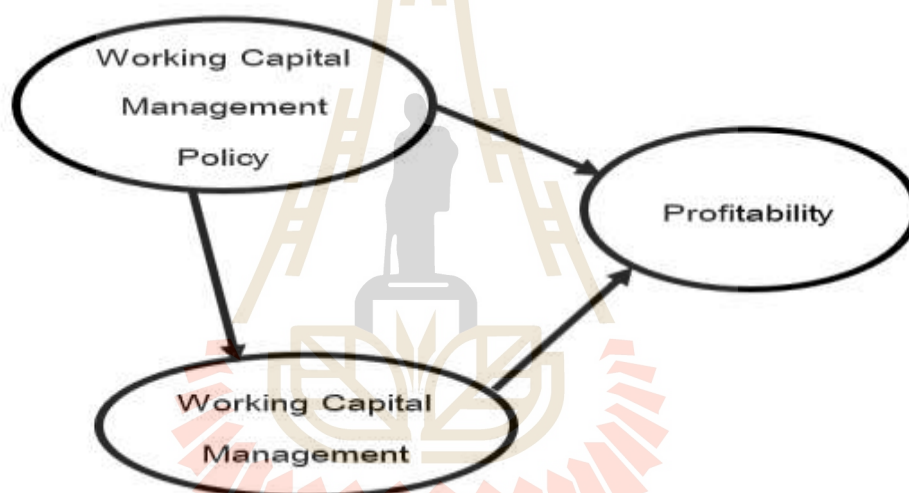 Working Capital
Management
Policy
Profitability
Working Capital
Management